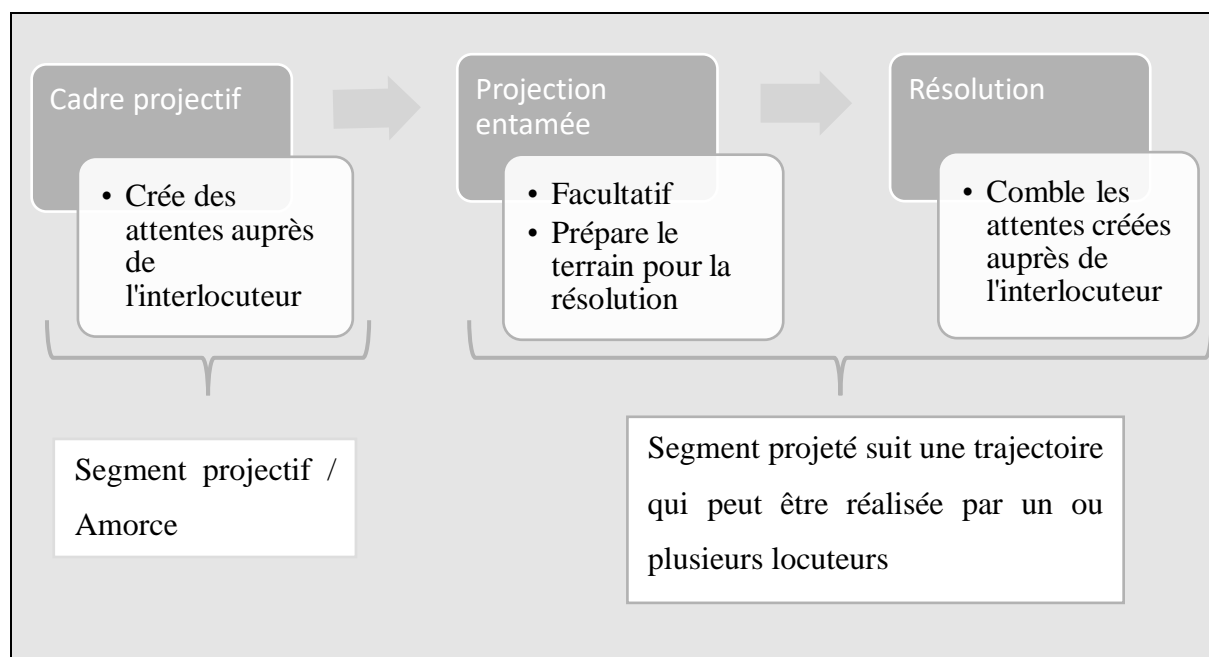 Cadre projectif
• Crée des
attentes auprès
de
l'interlocuteur
Projection
entamée
• Facultatif
• Prépare le
terrain pour la
résolution
Résolution
• Comble les
attentes créées
auprès de
l'interlocuteur
Segment projectif /
Amorce
Segment projeté suit une trajectoire
qui peut être réalisée par un ou
plusieurs locuteurs